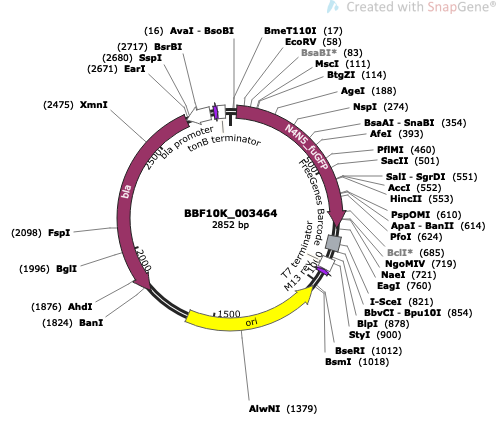 Created with SnapGene®
(16) AvaI - BsoBI
BmeT110I (17)
(2717) BsrBI
EcoRV (58)
(2680) SspI
BsaBI* (83)
(2671) EarI
MscI (111)
BtgZI (114)
(2475) XmnI
AgeI (188)
NspI (274)
BsaAI - SnaBI (354)
AfeI (393)
PflMI (460)
SacII (501)
SalI - SgrDI (551)
AccI (552)
HincII (553)
PspOMI (610)
ApaI - BanII (614)
PfoI (624)
BclI* (685)
NgoMIV (719)
NaeI (721)
EagI (760)
I-SceI (821)
BbvCI - Bpu10I (854)
BlpI (878)
StyI (900)
BseRI (1012)
BsmI (1018)
AlwNI (1379)
(1824) BanI
(1876) AhdI
(1996) BglI
(2098) FspI
bla promoter
tonB terminator
N4N5_fuGFP
FreeGenes Barcode
T7 terminator
M13 rev
ori
bla
500
1000
1500
2000
2500
BBF10K_003464
2852 bp